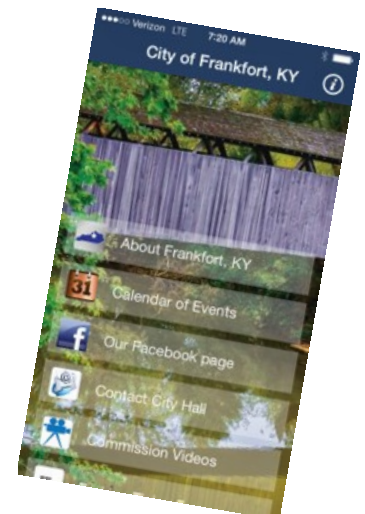 Verizon LTE 7:20 AM
City of Frankfort, KY
i
About Frankfort, KY
31
Calendar of Events
f
Our Facebook page
Contact City Hall
Commission Videos